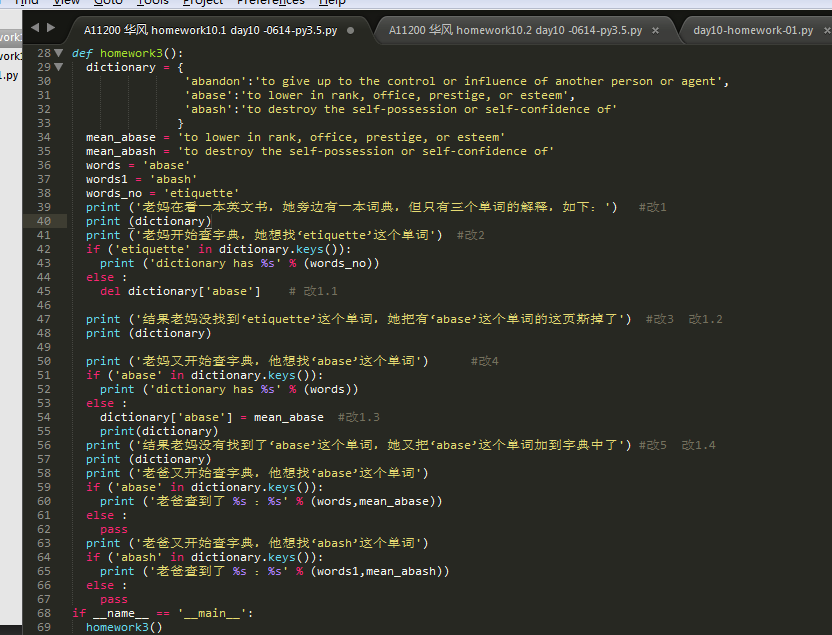 Find View Goto Tools Project Preferences Help
A11200 华风 homework10.1 day10 -0614-py3.5.py A11200 华风 homework10.2 day10 -0614-py3.5.py × day10-homework-01.py ×
28 def homework3():
29 dictionary = {
30 'abandon':'to give up to the control or influence of another person or agent',
31 'abase':'to lower in rank, office, prestige, or esteem',
32 'abash':'to destroy the self-possession or self-confidence of'
33 }
34 mean_abase = 'to lower in rank, office, prestige, or esteem'
35 mean_abash = 'to destroy the self-possession or self-confidence of'
36 words = 'abase'
37 words1 = 'abash'
38 words_no = 'etiquette'
39 print ('老妈在看一本英文书，她旁边有一本词典，但只有三个单词的解释，如下：') #改1
40 print (dictionary)
41 print ('老妈开始查字典，她想找‘etiquette’这个单词') #改2
42 if ('etiquette' in dictionary.keys()):
43 print ('dictionary has %s' % (words_no))
44 else :
45 del dictionary['abase'] # 改1.1
46
47 print ('结果老妈没找到‘etiquette’这个单词，她把有‘abase’这个单词的这页斯掉了') #改3 改1.2
48 print (dictionary)
49
50 print ('老妈又开始查字典，他想找‘abase’这个单词') #改4
51 if ('abase' in dictionary.keys()):
52 print ('dictionary has %s' % (words))
53 else :
54 dictionary['abase'] = mean_abase #改1.3
55 print(dictionary)
56 print ('结果老妈没有找到了‘abase’这个单词，她又把‘abase’这个单词加到字典中了') #改5 改1.4
57 print (dictionary)
58 print ('老爸又开始查字典，他想找‘abase’这个单词')
59 if ('abase' in dictionary.keys()):
60 print ('老爸查到了 %s ：%s' % (words,mean_abase))
61 else :
62 pass
63 print ('老爸又开始查字典，他想找‘abash’这个单词')
64 if ('abash' in dictionary.keys()):
65 print ('老爸查到了 %s ：%s' % (words1,mean_abash))
66 else :
67 pass
68 if __name__ == '__main__':
69 homework3()